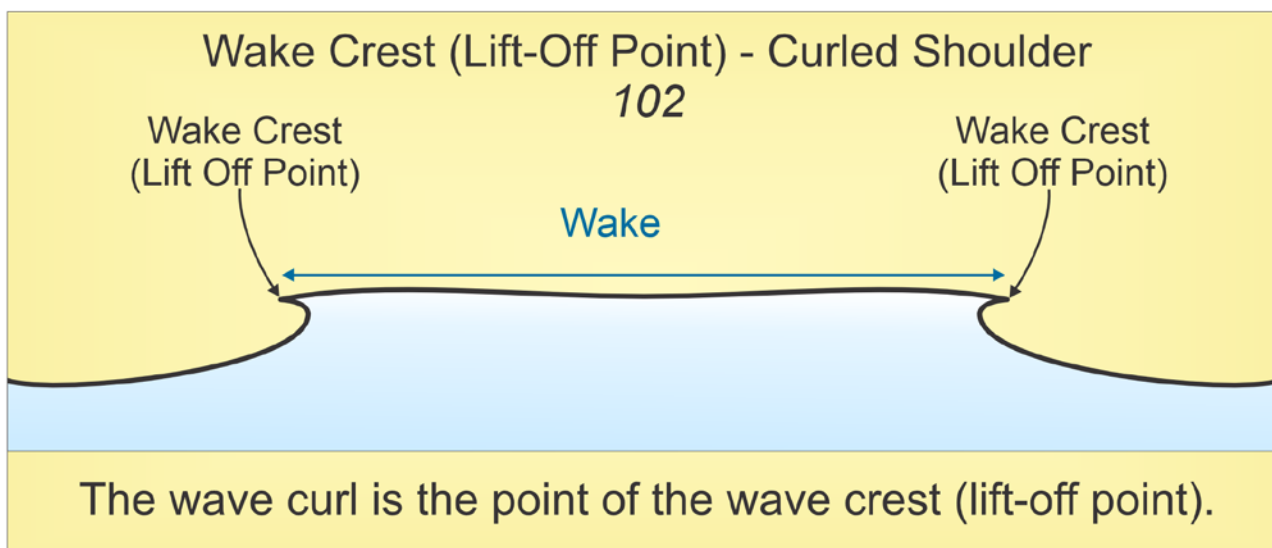 Wake Crest (Lift-Off Point) - Curled Shoulder
102
Wake Crest
(Lift Off Point)
Wake Crest
(Lift Off Point)
Wake
The wave curl is the point of the wave crest (lift-off point).